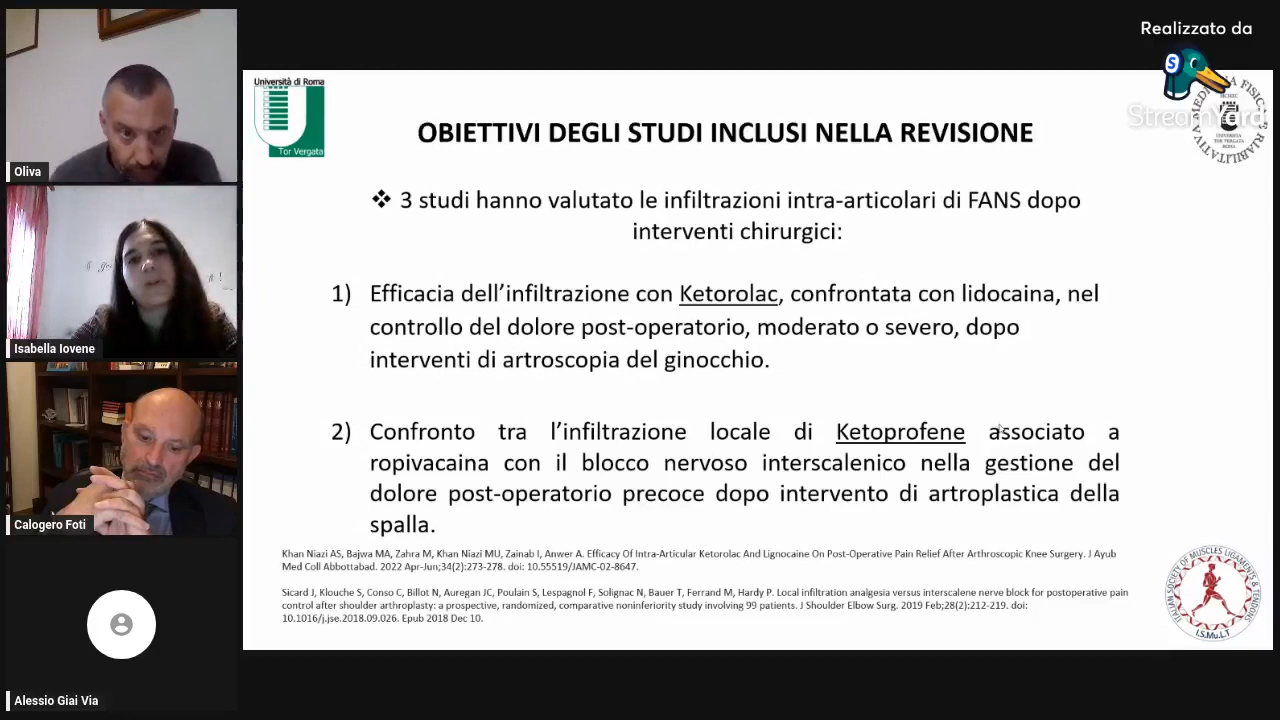 Realizzato da
StreamYard
Università di Roma
Tor Vergata
OBIETTIVI DEGLI STUDI INCLUSI NELLA REVISIONE
❖ 3 studi hanno valutato le infiltrazioni intra-articolari di FANS dopo
interventi chirurgici:
1) Efficacia dell'infiltrazione con Ketorolac, confrontata con lidocaina, nel
controllo del dolore post-operatorio, moderato o severo, dopo
interventi di artroscopia del ginocchio.
2) Confronto tra l'infiltrazione locale di Ketoprofene associato a
ropivacaina con il blocco nervoso interscalenico nella gestione del
dolore post-operatorio precoce dopo intervento di artroplastica della
spalla.
Khan Niazi AS, Bajwa MA, Zahra M, Khan Niazi MU, Zainab I, Anwer A. Efficacy Of Intra-Articular Ketorolac And Lignocaine On Post-Operative Pain Relief After Arthroscopic Knee Surgery. J Ayub
Med Coll Abbottabad. 2022 Apr-Jun;34(2):273-278. doi: 10.55519/JAMC-02-8647.
Sicard J, Klouche S, Conso C, Billot N, Auregan JC, Poulain S, Lespagnol F, Solignac N, Bauer T, Ferrand M, Hardy P. Local infiltration analgesia versus interscalene nerve block for postoperative pain
control after shoulder arthroplasty: a prospective, randomized, comparative noninferiority study involving 99 patients. J Shoulder Elbow Surg. 2019 Feb;28(2):212-219. doi:
10.1016/j.jse.2018.09.026. Epub 2018 Dec 10.
ITALIAN SOCIETY OF MUSCLES LIGAMENTS & TENDONS
I.S.Mu.L.T
Oliva
Isabella Iovene
Calogero Foti
Alessio Giai Via